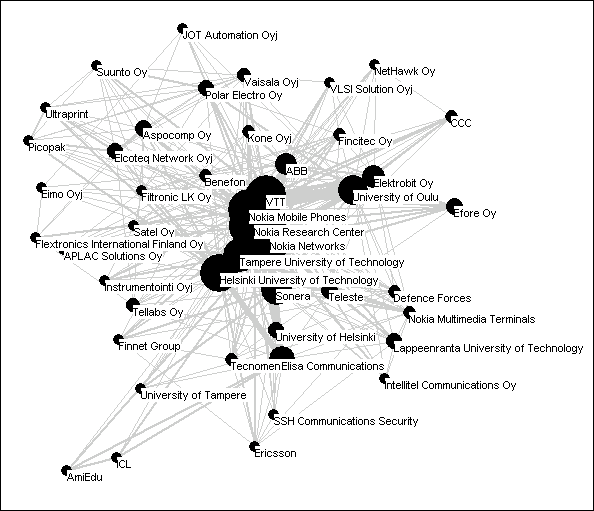 JOT Automation Oyj
Suunto Oy
NetHawk Oy
Vaisala Oyj
VLSI Solution Oyj
Polar Electro Oy
Ultraprint
CCC
Aspocomp Oy
Kone Oyj
Fincitec Oy
Picopak
Elcoteq Network Oyj
ABB
Benefon
Elektrobit Oy
Eimo Oyj
Filtronic LK Oy
VTT
University of Oulu
Efore Oy
Nokia Mobile Phones
Satel Oy
Nokia Research Center
Flextronics International Finland Oy
Nokia Networks
APLAC Solutions Oy
Tampere University of Technology
Instrumentointi Oyj
Helsinki University of Technology
Sonera
Teleste
Defence Forces
Tellabs Oy
Nokia Multimedia Terminals
Finnet Group
University of Helsinki
Lappeenranta University of Technology
Tecnomen
Elisa Communications
Intellitel Communications Oy
University of Tampere
SSH Communications Security
Ericsson
ICL
AmiEdu